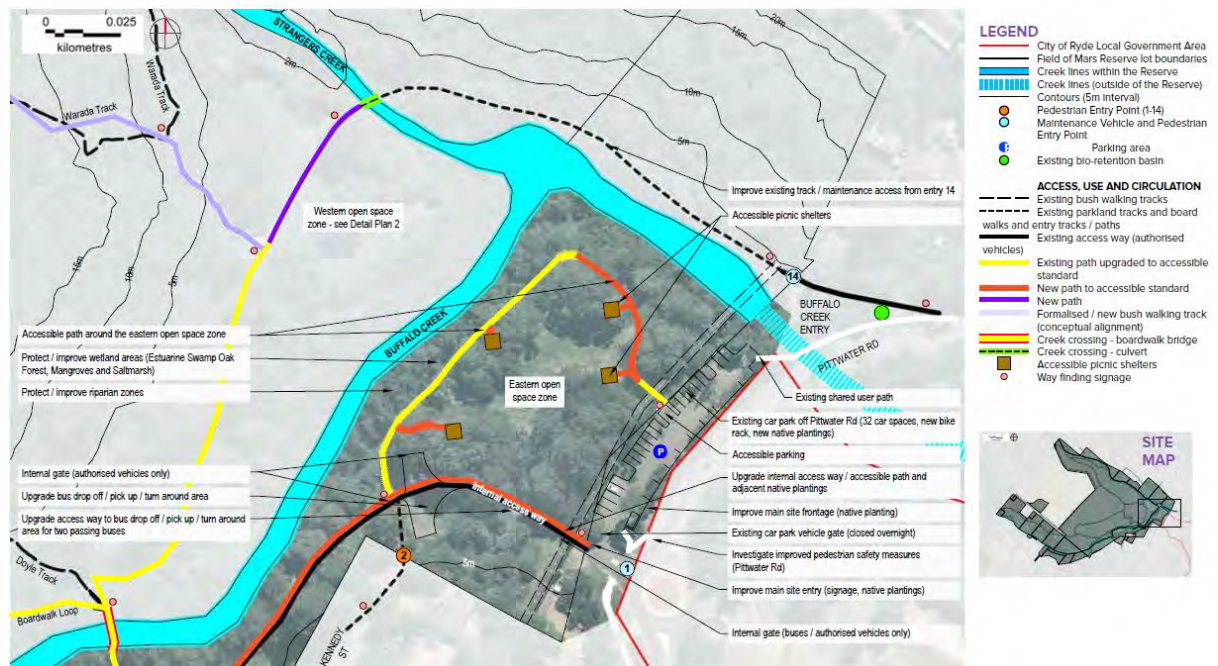 0 0.025
kilometres
STRANGERS CREEK
2m
20m
15m
10m
5m
Warada Track
Warada Track
15m
10m
5m
Western open space
zone - see Detail Plan 2
BUFFALO CREEK
Eastern open
space zone
Internal access way
5m
14
BUFFALO
CREEK
ENTRY
PITTWATER RD
P
1
2
KENNEDY
ST
Doyle Track
Boardwalk Loop
Accessible path around the eastern open space zone
Protect / improve wetland areas (Estuarine Swamp Oak
Forest, Mangroves and Saltmarsh)
Protect / improve riparian zones
Internal gate (authorised vehicles only)
Upgrade bus drop off / pick up / turn around area
Upgrade access way to bus drop off / pick up / turn around
area for two passing buses
Improve existing track / maintenance access from entry 14
Accessible picnic shelters
Existing shared user path
Existing car park off Pittwater Rd (32 car spaces, new bike
rack, new native plantings)
Accessible parking
Upgrade internal access way / accessible path and
adjacent native plantings
Improve main site frontage (native planting)
Existing car park vehicle gate (closed overnight)
Investigate improved pedestrian safety measures
(Pittwater Rd)
Improve main site entry (signage, native plantings)
Internal gate (buses / authorised vehicles only)
LEGEND
City of Ryde Local Government Area
Field of Mars Reserve lot boundaries
Creek lines within the Reserve
Creek lines (outside of the Reserve)
Contours (5m interval)
Pedestrian Entry Point (1-14)
Maintenance Vehicle and Pedestrian
Entry Point
Parking area
Existing bio-retention basin
ACCESS, USE AND CIRCULATION
Existing bush walking tracks
Existing parkland tracks and board
walks and entry tracks / paths
Existing access way (authorised
vehicles)
Existing path upgraded to accessible
standard
New path to accessible standard
New path
Formalised / new bush walking track
(conceptual alignment)
Creek crossing - boardwalk bridge
Creek crossing - culvert
Accessible picnic shelters
Way finding signage
SITE
MAP